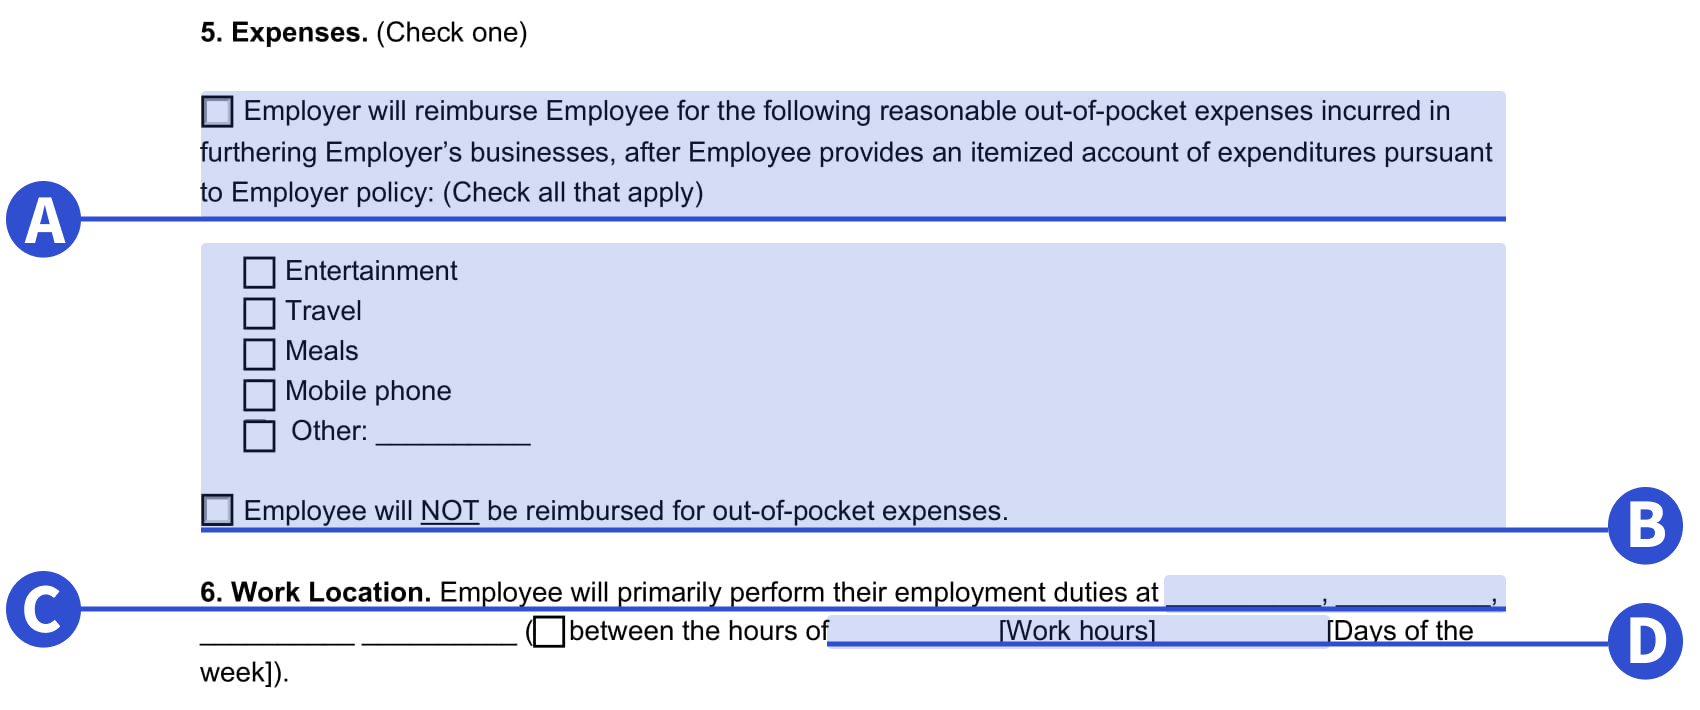 5. Expenses. (Check one)
☐ Employer will reimburse Employee for the following reasonable out-of-pocket expenses incurred in
furthering Employer’s businesses, after Employee provides an itemized account of expenditures pursuant
to Employer policy: (Check all that apply)
A
☐ Entertainment
☐ Travel
☐ Meals
☐ Mobile phone
☐ Other: __________
☐ Employee will NOT be reimbursed for out-of-pocket expenses.
B
C
6. Work Location. Employee will primarily perform their employment duties at __________, __________,
__________ __________ (☐ between the hours of [Work hours] [Days of the
D
week]).